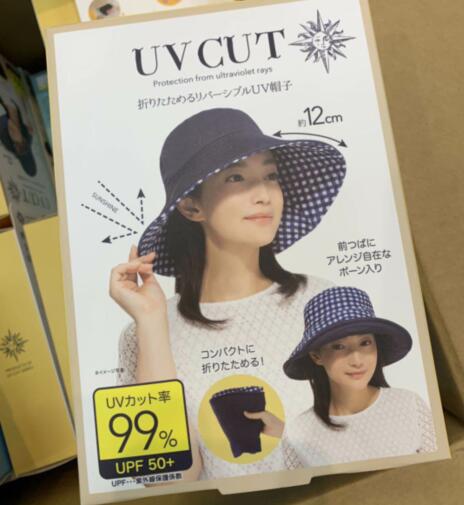 UV CUT
Protection from ultraviolet rays
折りたためるリバーシブルUV帽子
約12cm
SUNSHINE
前つばに
アレンジ自在な
ボーン入り
コンパクトに
折りたためる！
※イメージ写真
UVカット率
99%
UPF 50+
UPF･･･紫外線保護係数